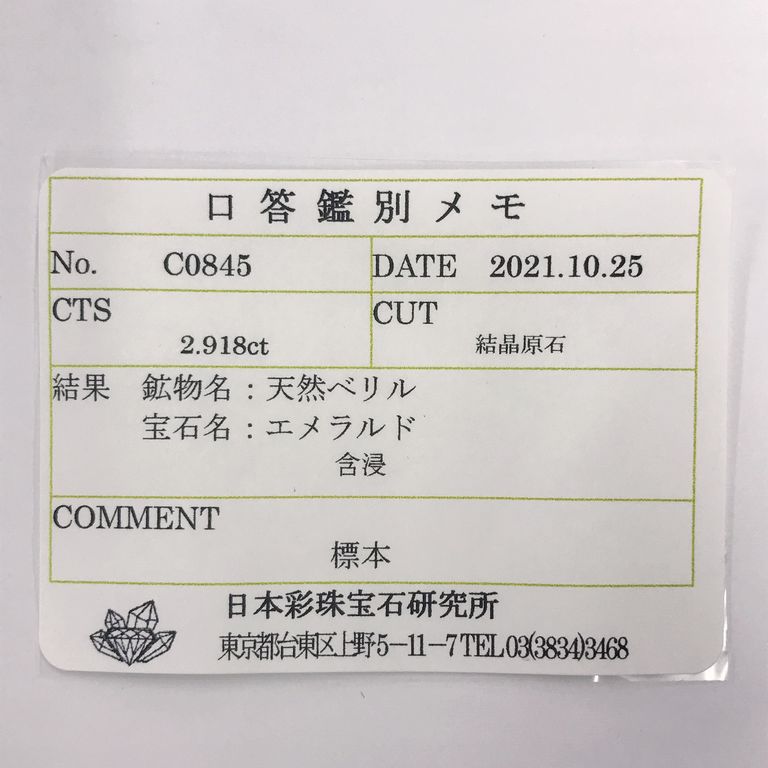 口答鑑別メモ
No. C0845 DATE 2021.10.25
CTS CUT
2.918ct 結晶原石
結果 鉱物名：天然ベリル
宝石名：エメラルド
含浸
COMMENT
標本
日本彩珠宝石研究所
東京都台東区上野5-11-7 TEL 03(3834)3468